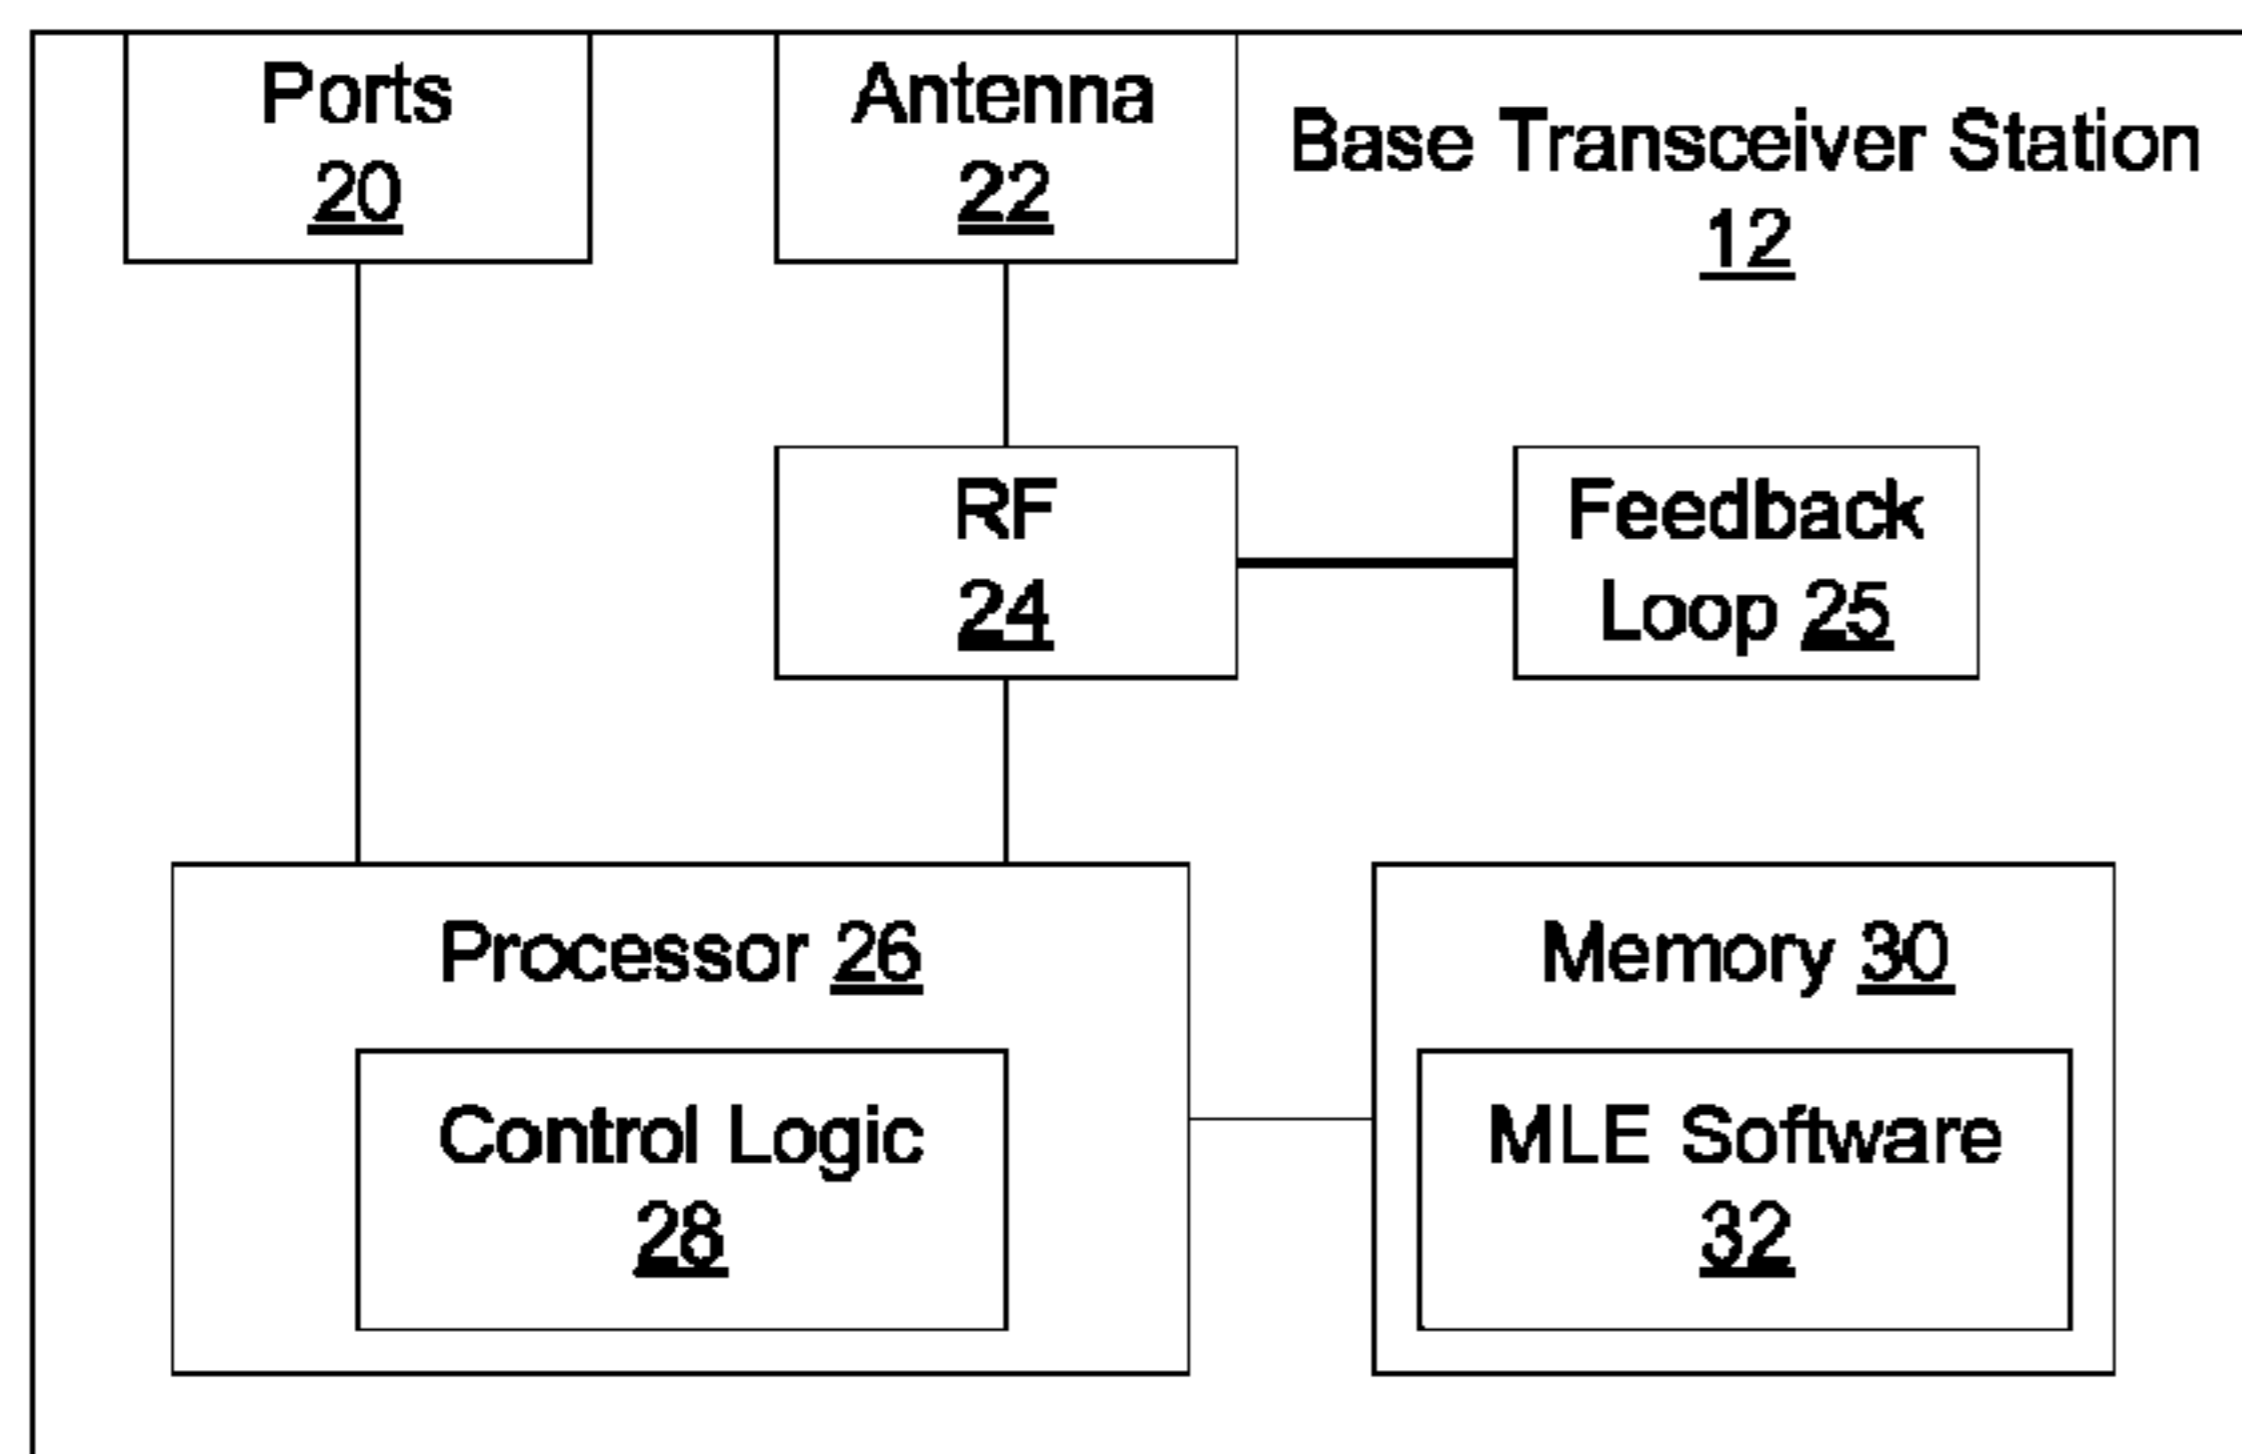 Ports
20
Antenna
22
Base Transceiver Station
12
RF
24
Feedback
Loop 25
Processor 26
Control Logic
28
Memory 30
MLE Software
32